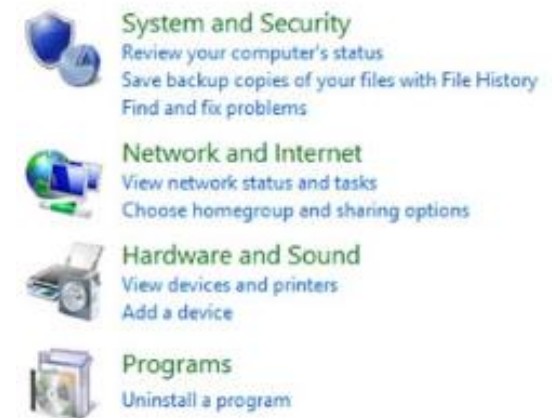 System and Security
Review your computer's status
Save backup copies of your files with File History
Find and fix problems
Network and Internet
View network status and tasks
Choose homegroup and sharing options
Hardware and Sound
View devices and printers
Add a device
Programs
Uninstall a program